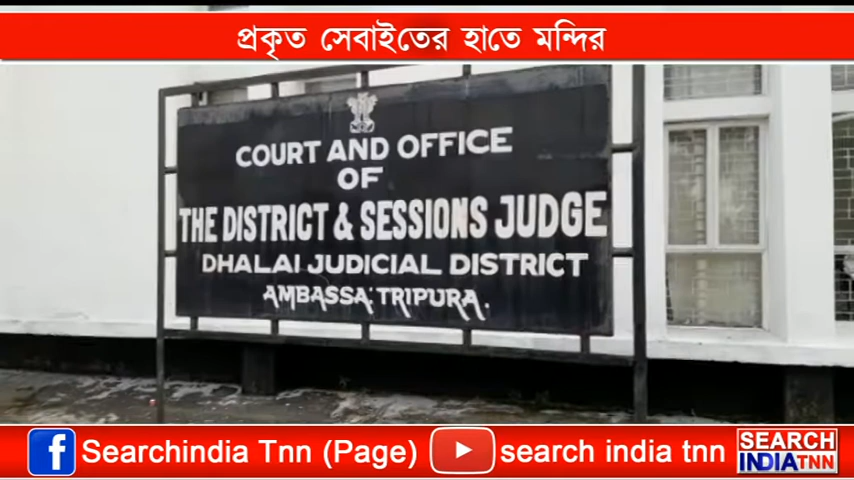 প্রকৃত সেবাইতের হাতে মন্দির
COURT AND OFFICE
OF
THE DISTRICT & SESSIONS JUDGE
DHALAI JUDICIAL DISTRICT
AMBASSA: TRIPURA.
f Searchindia Tnn (Page) search india tnn
SEARCH
INDIATNN